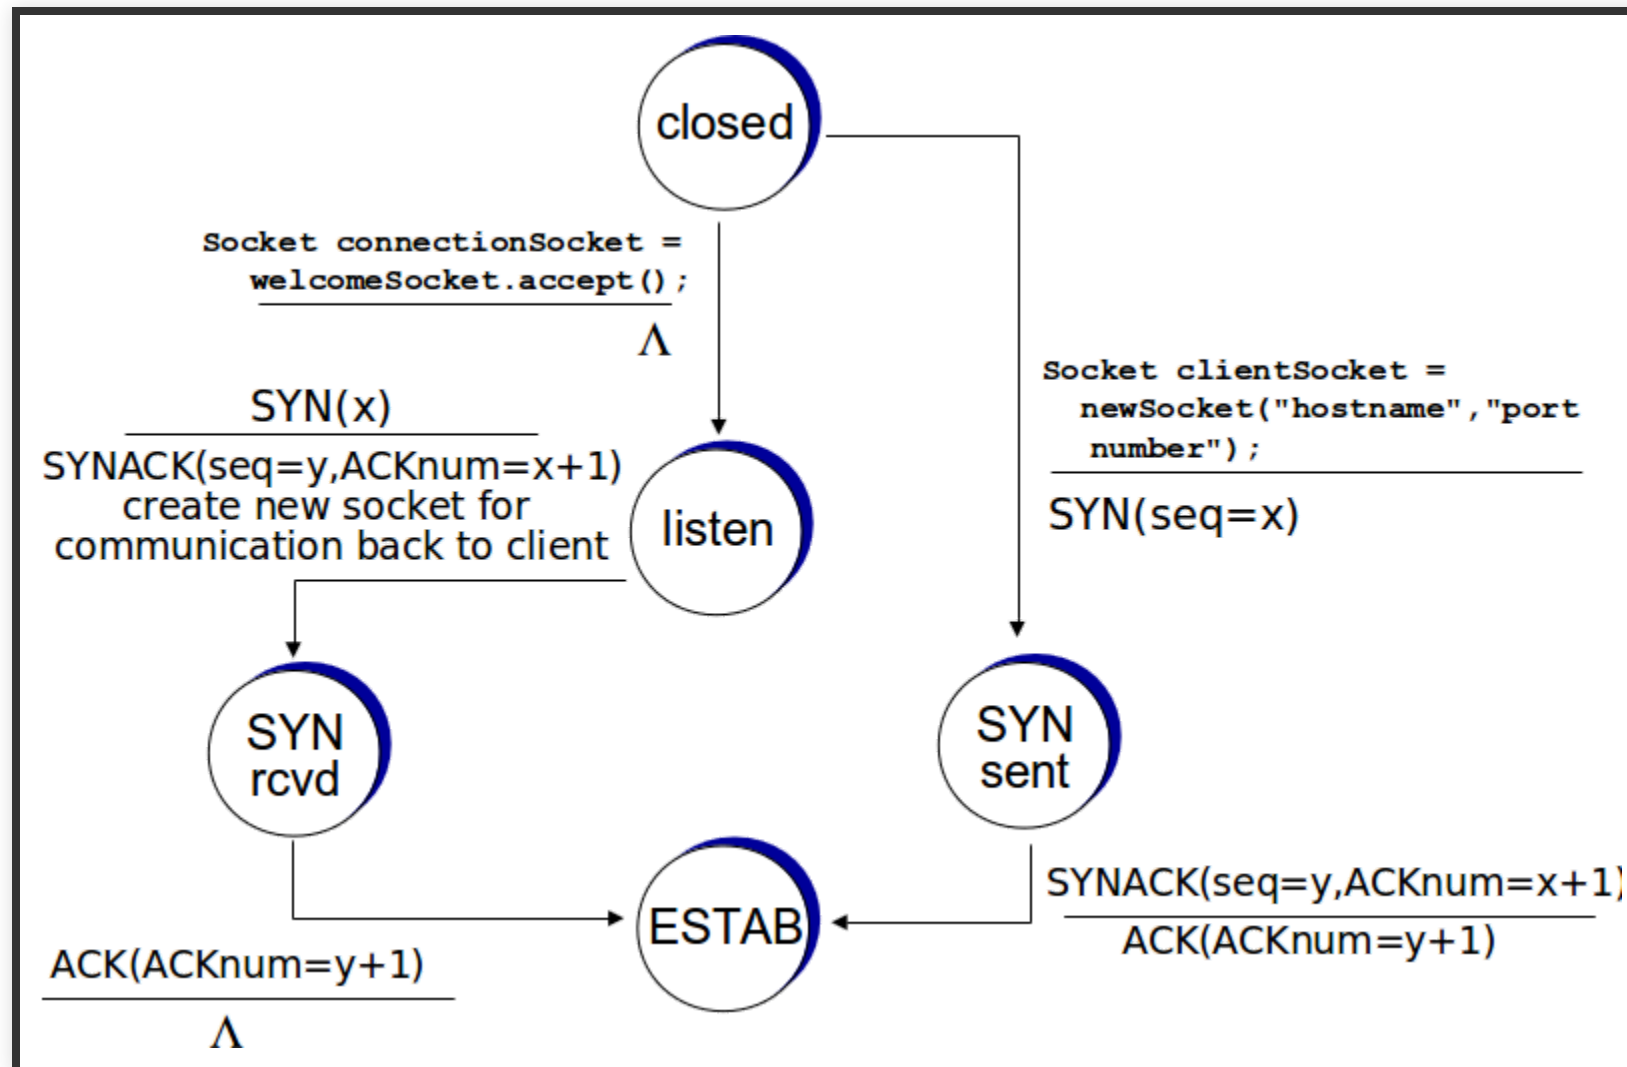 closed
Socket connectionSocket =
welcomeSocket.accept();
Λ
Socket clientSocket =
newSocket("hostname","port
number");
SYN(seq=x)
SYN(x)
SYNACK(seq=y,ACKnum=x+1)
create new socket for
communication back to client
listen
SYN
rcvd
SYN
sent
ESTAB
SYNACK(seq=y,ACKnum=x+1)
ACK(ACKnum=y+1)
ACK(ACKnum=y+1)
Λ